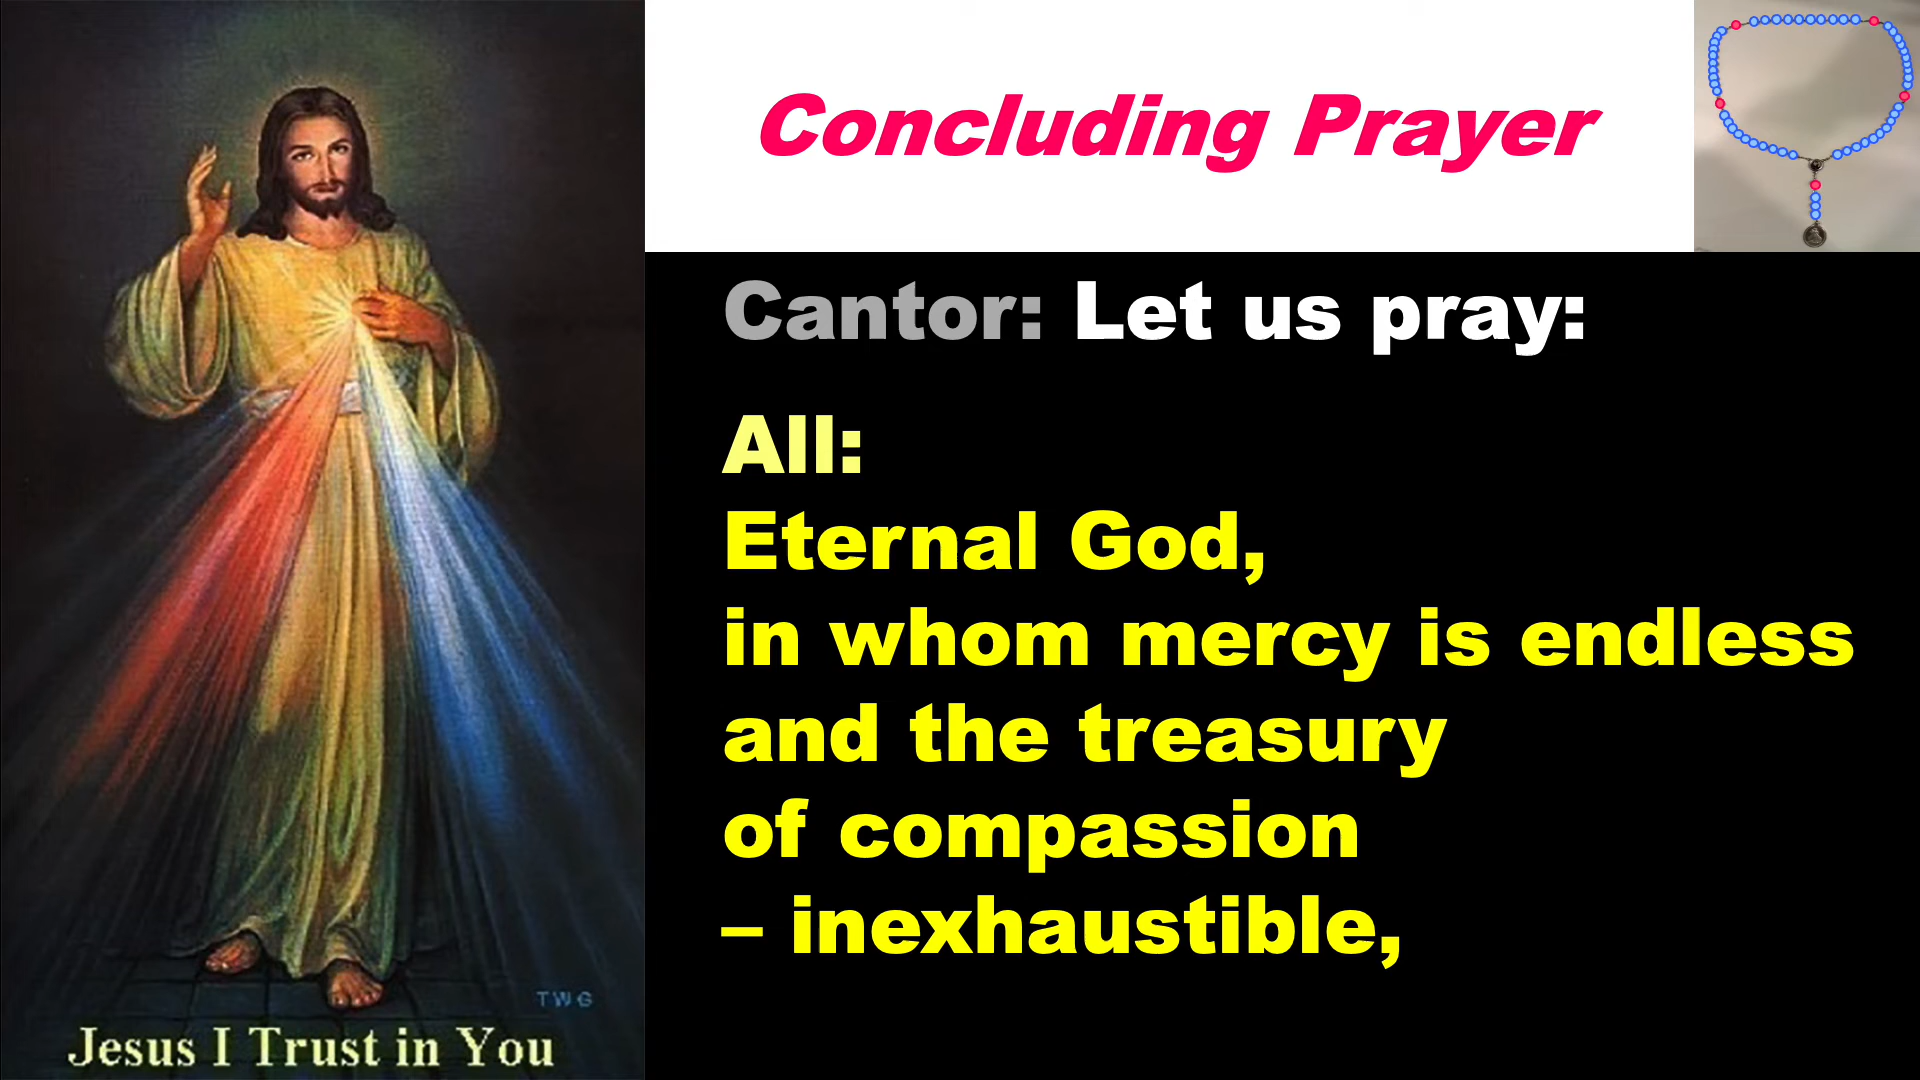 Concluding Prayer
Cantor: Let us pray:
All:
Eternal God,
in whom mercy is endless
and the treasury
of compassion
– inexhaustible,
TWG
Jesus I Trust in You